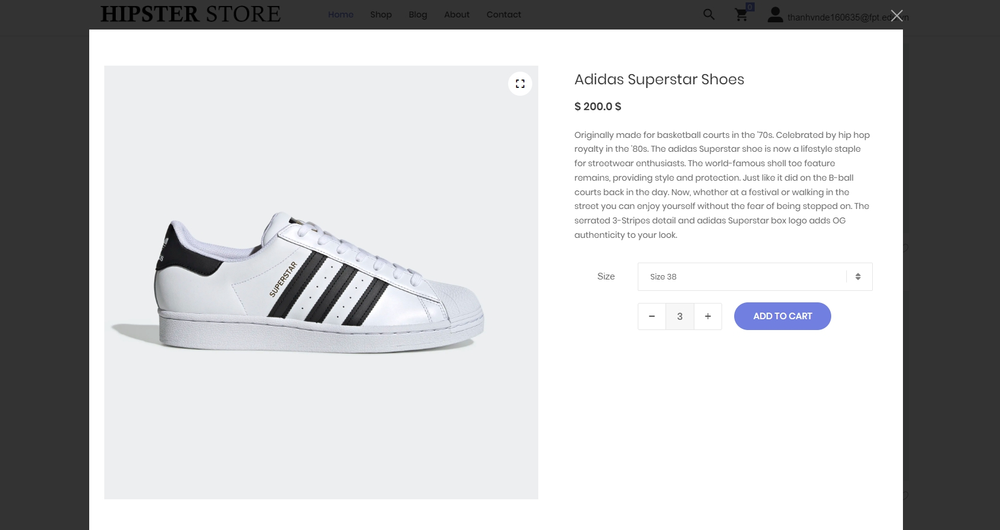 HIPSTER STORE
Home Shop Blog About Contact
0
thanhvnde160635@fpt.edu.vn
Adidas Superstar Shoes
$ 200.0 $
Originally made for basketball courts in the '70s. Celebrated by hip hop
royalty in the '80s. The adidas Superstar shoe is now a lifestyle staple
for streetwear enthusiasts. The world-famous shell toe feature
remains, providing style and protection. Just like it did on the B-ball
courts back in the day. Now, whether at a festival or walking in the
street you can enjoy yourself without the fear of being stepped on. The
serrated 3-Stripes detail and adidas Superstar box logo adds OG
authenticity to your look.
SUPERSTAR
Size Size 38
− 3 + ADD TO CART